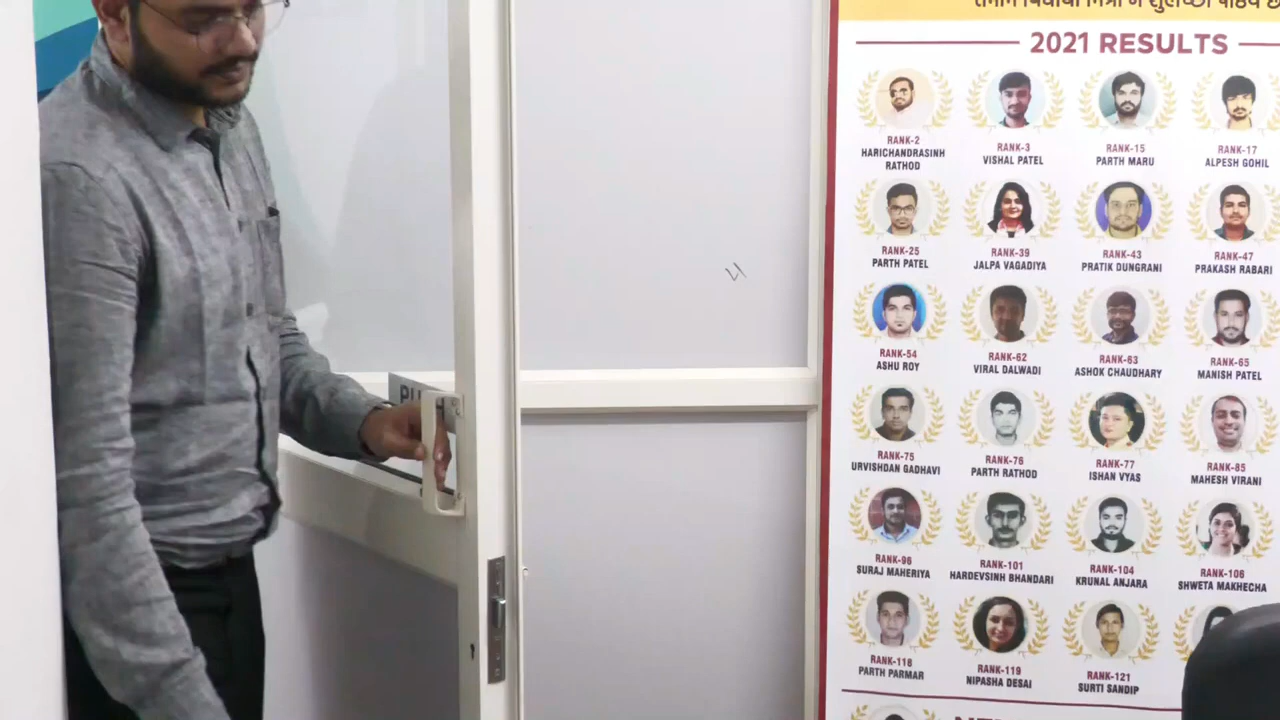 2021 RESULTS
RANK-2
HARICHANDRASINH
RATHOD
RANK-3
VISHAL PATEL
RANK-15
PARTH MARU
RANK-17
ALPESH GOHIL
RANK-25
PARTH PATEL
RANK-39
JALPA VAGADIYA
RANK-43
PRATIK DUNGRANI
RANK-47
PRAKASH RABARI
RANK-54
ASHU ROY
RANK-62
VIRAL DALWADI
RANK-63
ASHOK CHAUDHARY
RANK-65
MANISH PATEL
RANK-75
URVISHDAN GADHAVI
RANK-76
PARTH RATHOD
RANK-77
ISHAN VYAS
RANK-85
MAHESH VIRANI
RANK-96
SURAJ MAHERIYA
RANK-101
HARDEVSINH BHANDARI
RANK-104
KRUNAL ANJARA
RANK-106
SHWETA MAKHECHA
RANK-118
PARTH PARMAR
RANK-119
NIPASHA DESAI
RANK-121
SURTI SANDIP